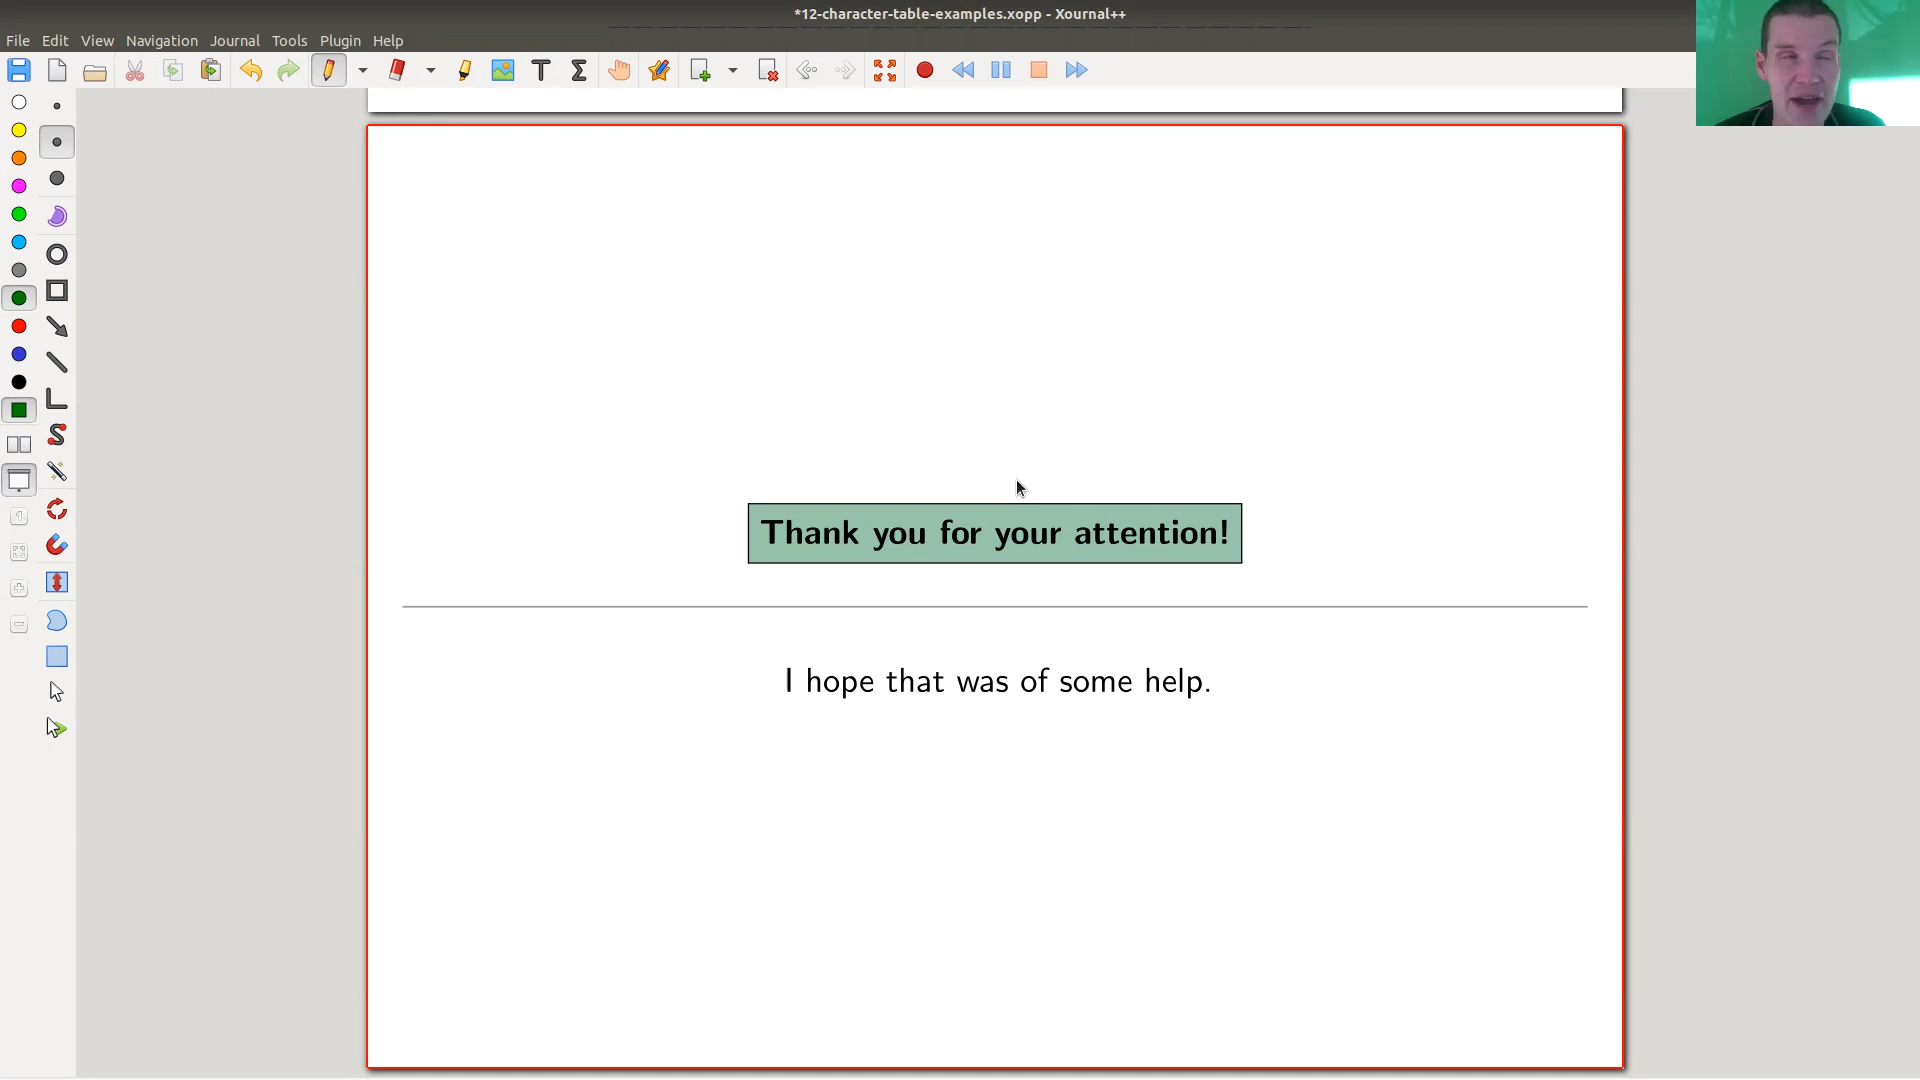 *12-character-table-examples.xopp - Xournal++
File Edit View Navigation Journal Tools Plugin Help
Thank you for your attention!
I hope that was of some help.